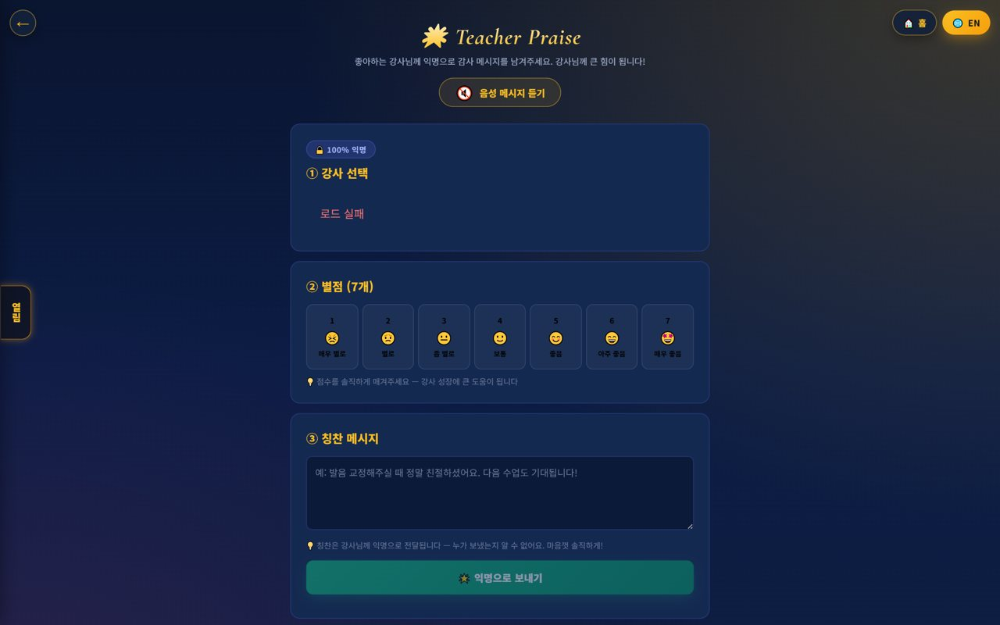 ←
🏠 홈
🌐 EN
🌟 Teacher Praise
좋아하는 강사님께 익명으로 감사 메시지를 남겨주세요. 강사님께 큰 힘이 됩니다!
🔇 음성 메시지 듣기
🔒 100% 익명
① 강사 선택
로드 실패
열림
② 별점 (7개)
1 2 3 4 5 6 7
매우 별로 별로 좀 별로 보통 좋음 아주 좋음 매우 좋음
💡 점수를 솔직하게 매겨주세요 — 강사 성장에 큰 도움이 됩니다
③ 칭찬 메시지
예: 발음 교정해주실 때 정말 친절하셨어요. 다음 수업도 기대됩니다!
💡 칭찬은 강사님께 익명으로 전달됩니다 — 누가 보냈는지 알 수 없어요. 마음껏 솔직하게!
🌟 익명으로 보내기